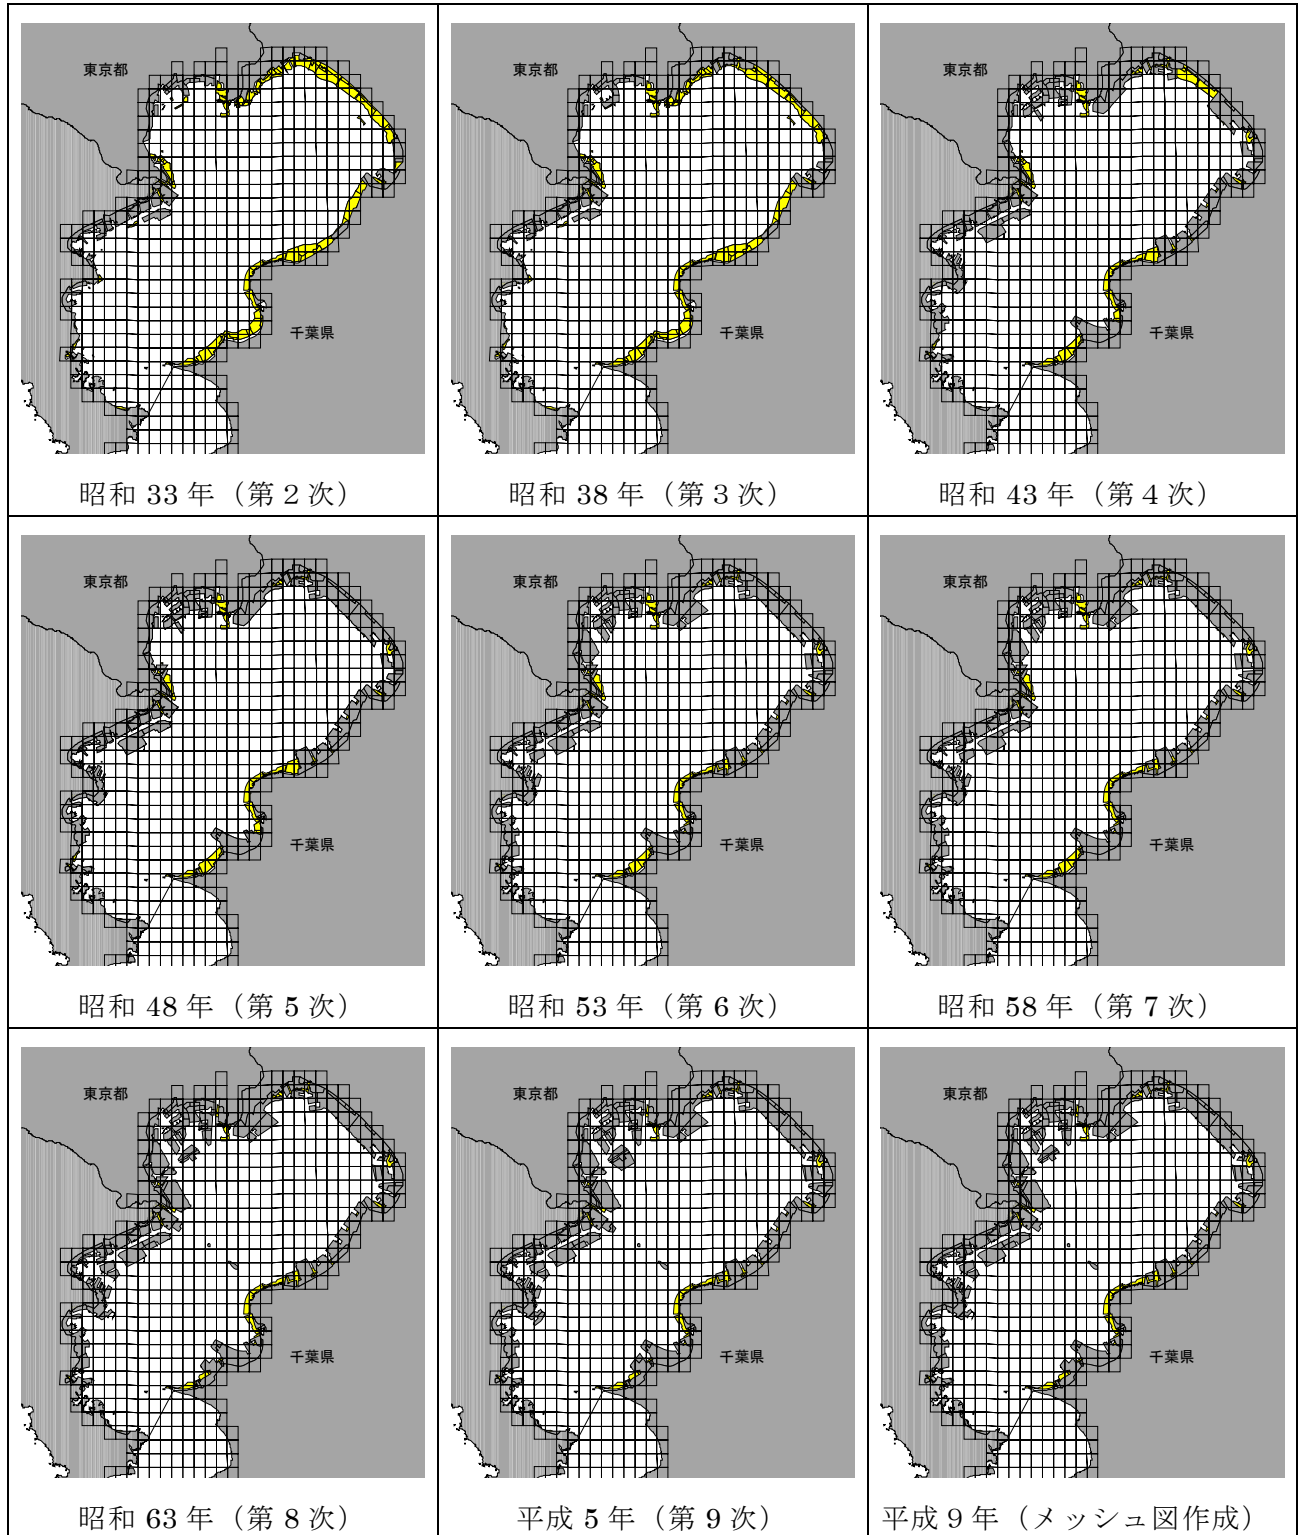 東京都
千葉県
昭和 33 年（第２次）
東京都
千葉県
昭和 38 年（第３次）
東京都
千葉県
昭和 43 年（第４次）
東京都
千葉県
昭和 48 年（第 5 次）
東京都
千葉県
昭和 53 年（第 6 次）
東京都
千葉県
昭和 58 年（第 7 次）
東京都
千葉県
昭和 63 年（第 8 次）
東京都
千葉県
平成 5 年（第 9 次）
東京都
千葉県
平成９年（メッシュ図作成）